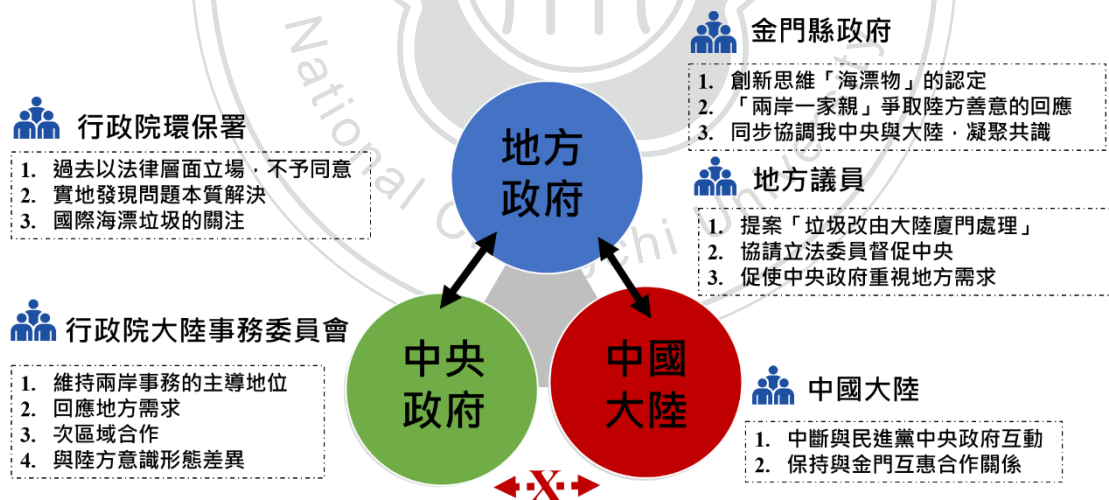 金門縣政府
1. 創新思維「海漂物」的認定
2. 「兩岸一家親」爭取陸方善意的回應
3. 同步協調我中央與大陸，凝聚共識
行政院環保署
1. 過去以法律層面立場，不予同意
2. 實地發現問題本質解決
3. 國際海漂垃圾的關注
地方
政府
地方議員
1. 提案「垃圾改由大陸廈門處理」
2. 協請立法委員督促中央
3. 促使中央政府重視地方需求
行政院大陸事務委員會
1. 維持兩岸事務的主導地位
2. 回應地方需求
3. 次區域合作
4. 與陸方意識形態差異
中央
政府
中國
大陸
中國大陸
1. 中斷與民進黨中央政府互動
2. 保持與金門互惠合作關係
X
National Chengchi University